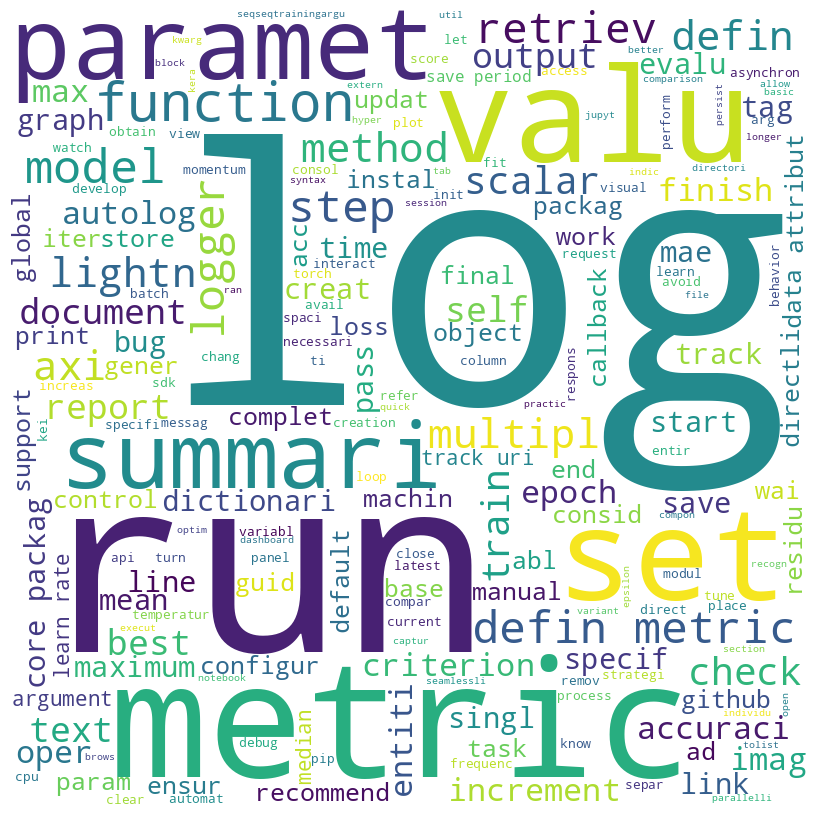 seqseqtrainingargu
util
let
better
kwarg
block
kera
paramet
retriev
defin
output
evalu
score
save period
access
comparison
asynchron
allow
basic
max
function
updat
extern
hyper
valu
jupyt
perform
persist
arg
tag
longer
graph
obtain
view
plot
watch
momentum
model
consol
method
tab
fit
indic
directori
develop
syntax
instal
init
scalar
visual
finish
session
global
autolog
logger
acc
step
packag
iter
store
time
work
request
mae
behavior
directli
data attribut
lightn
interact
torch
final
learn
avoid
file
batch
ran
creat
avail
self
document
spaci
loss
object
callback
print
bug
necessari
chang
ti
column
respons
track
axi
gener
sdk
pass
refer
quick
increas
report
specifi
messag
complet
creation
practic
start
log
support
kei
summari
multipl
entir
loop
track uri
end
control
dictionari
machin
train
epoch
save
wai
consid
compon
residu
run
optim
variabl
dashboard
close
latest
api
turn
panel
default
base
abl
set
modul
recogn
line
mean
guid
compar
manual
tune
epsilon
direct
place
core packag
learn rate
temperatur
current
captur
variant
execut
best
defin metric
section
maximum
configur
criterion
specif
check
notebook
seamlessli
remov
strategi
argument
metric
process
individu
open
text
singl
accuraci
github
entiti
oper
debug
median
task
know
ad
imag
tolist
brows
pip
frequenc
cpu
param
ensur
separ
link
clear
automat
recommend
increment
parallelli